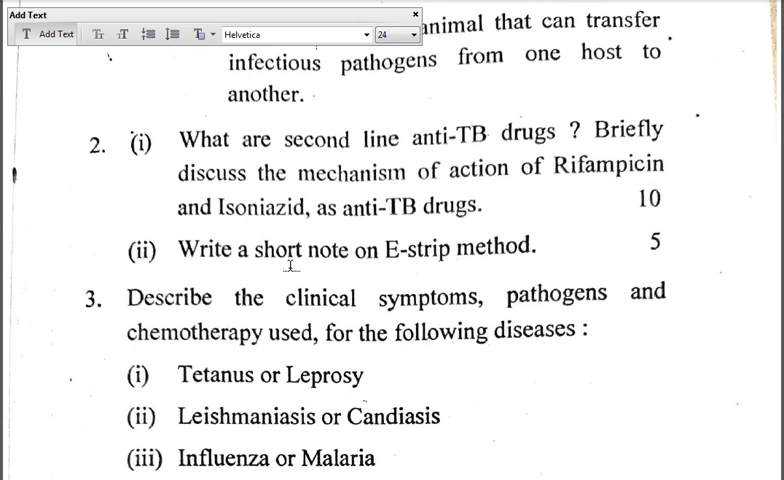 Add Text
T Add Text Helvetica 24
animal that can transfer
infectious pathogens from one host to
another.
2. (i) What are second line anti-TB drugs ? Briefly
discuss the mechanism of action of Rifampicin
and Isoniazid, as anti-TB drugs. 10
(ii) Write a short note on E-strip method. 5
3. Describe the clinical symptoms, pathogens and
chemotherapy used, for the following diseases :
(i) Tetanus or Leprosy
(ii) Leishmaniasis or Candiasis
(iii) Influenza or Malaria